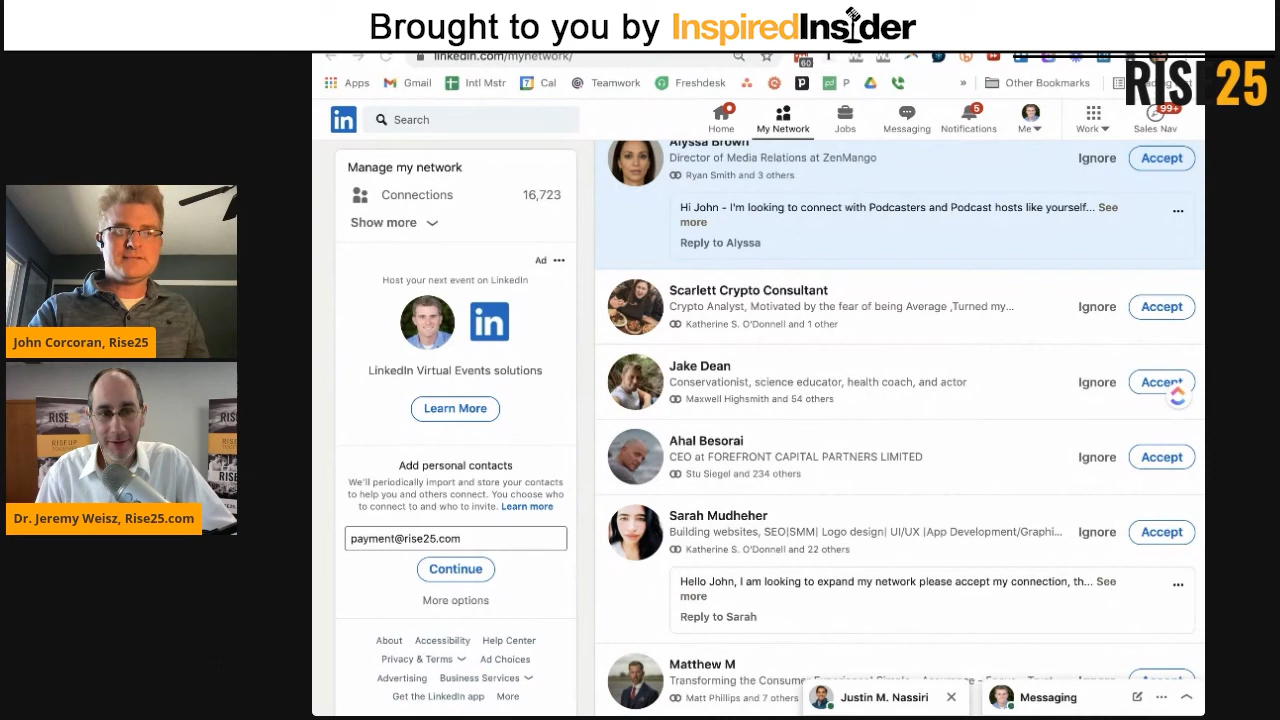 Brought to you by InspiredInsider
RISE25
linkedin.com/mynetwork/
60
Apps Gmail Intl Mstr Cal Teamwork Freshdesk P » Other Bookmarks
Search
Home My Network Jobs Messaging 5 Notifications Me Work 99+ Sales Nav
Manage my network
Connections 16,723
Show more
Ad
Host your next event on LinkedIn
in
LinkedIn Virtual Events solutions
Learn More
Add personal contacts
We'll periodically import and store your contacts
to help you and others connect. You choose who
to connect to and who to invite. Learn more
payment@rise25.com
Continue
More options
About Accessibility Help Center
Privacy & Terms Ad Choices
Advertising Business Services
Get the LinkedIn app More
Alyssa Brown
Director of Media Relations at ZenMango
Ryan Smith and 3 others
Ignore Accept
Hi John - I'm looking to connect with Podcasters and Podcast hosts like yourself... See
more
Reply to Alyssa
Scarlett Crypto Consultant
Crypto Analyst, Motivated by the fear of being Average ,Turned my...
Katherine S. O'Donnell and 1 other
Ignore Accept
Jake Dean
Conservationist, science educator, health coach, and actor
Maxwell Highsmith and 54 others
Ignore Accept
Ahal Besorai
CEO at FOREFRONT CAPITAL PARTNERS LIMITED
Stu Siegel and 234 others
Ignore Accept
Sarah Mudheher
Building websites, SEO|SMM| Logo design| UI/UX |App Development/Graphi...
Katherine S. O'Donnell and 22 others
Ignore Accept
Hello John, I am looking to expand my network please accept my connection, th... See
more
Reply to Sarah
Matthew M
Transforming the Consumer
Matt Phillips and 7 others
Justin M. Nassiri
Messaging
John Corcoran, Rise25
RISE
RISE UP
Dr. Jeremy Weisz, Rise25.com